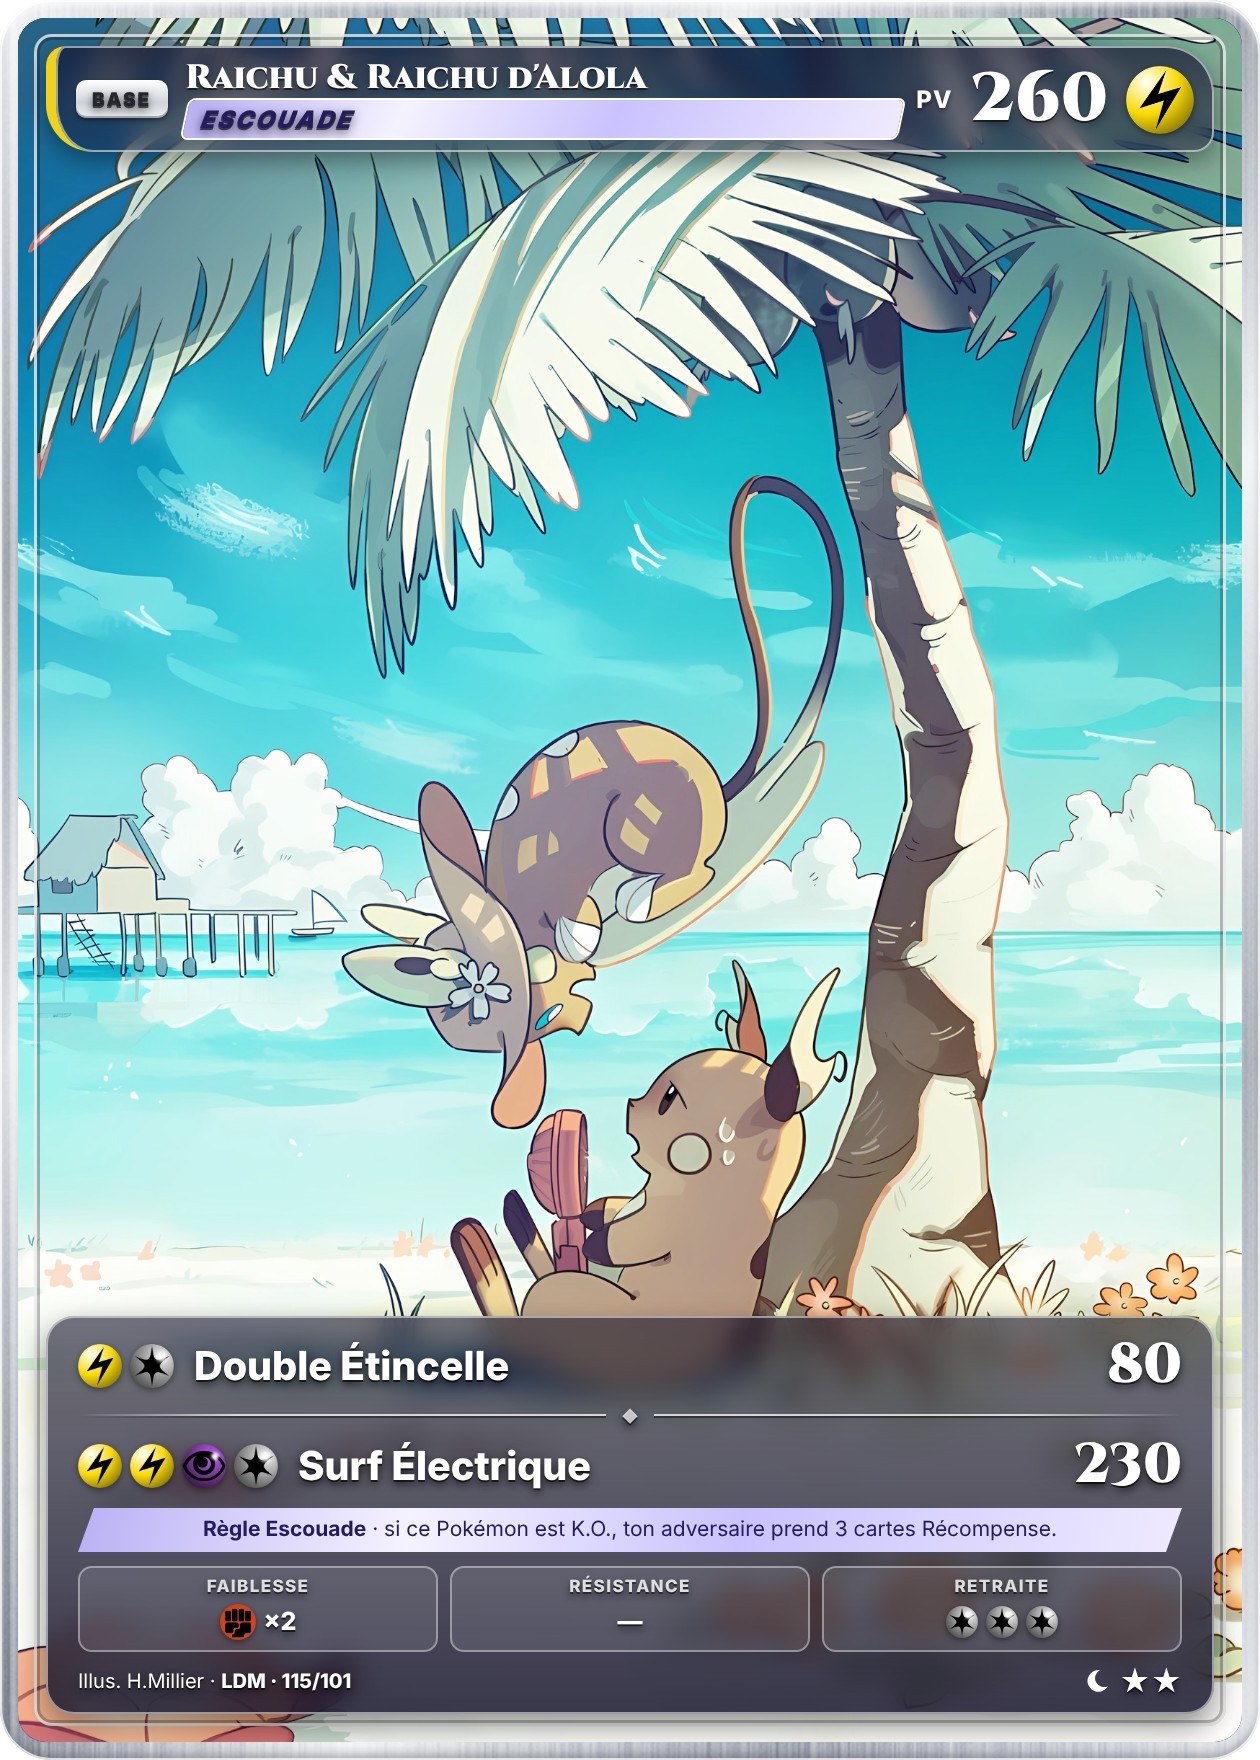 BASE
RAICHU & RAICHU D'ALOLA
ESCOUADE
PV 260
Double Étincelle 80
Surf Électrique 230
Règle Escouade · si ce Pokémon est K.O., ton adversaire prend 3 cartes Récompense.
FAIBLESSE
×2
RÉSISTANCE
—
RETRAITE
Illus. H.Millier · LDM · 115/101